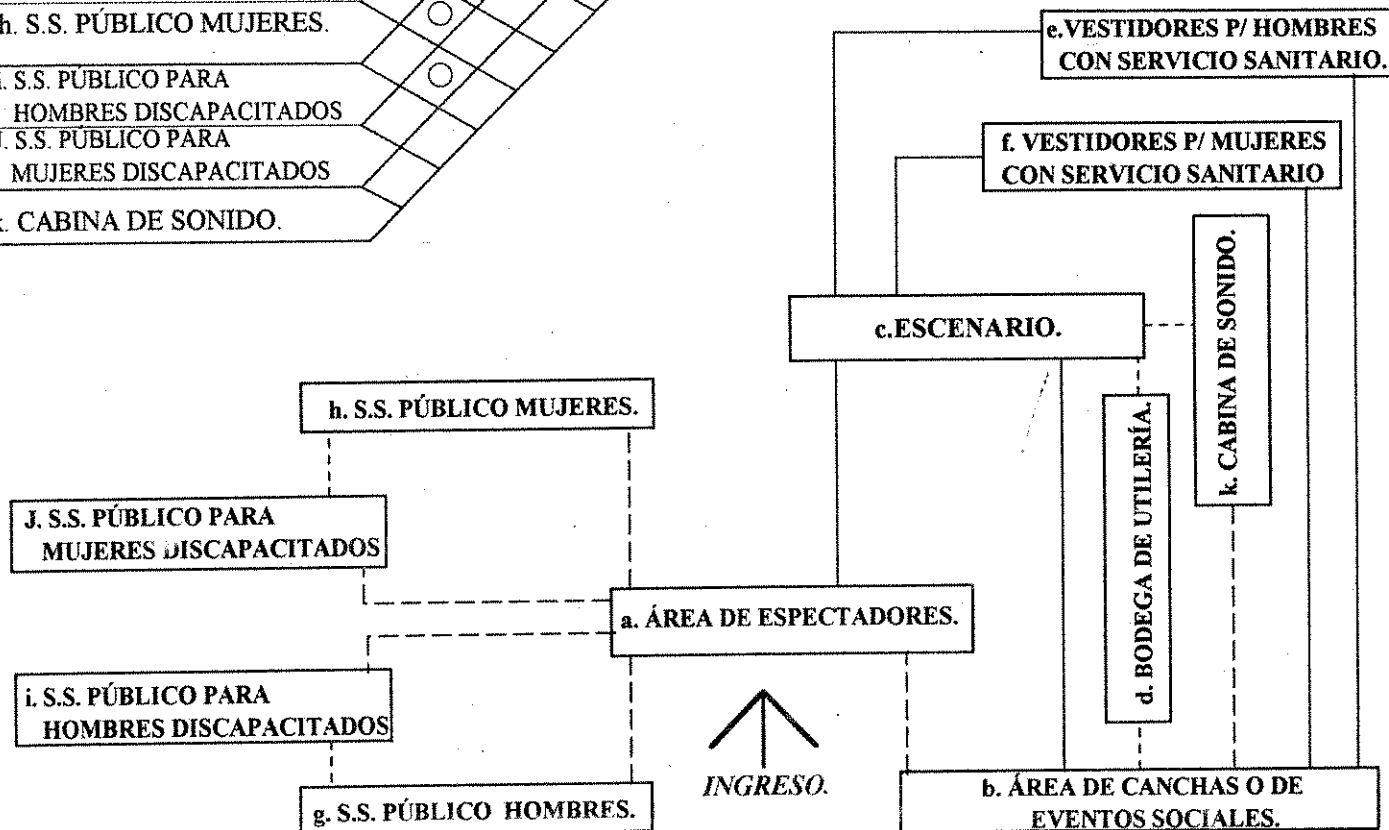 h. S.S. PÚBLICO MUJERES.
i. S.S. PÚBLICO PARA
HOMBRES DISCAPACITADOS
J. S.S. PÚBLICO PARA
MUJERES DISCAPACITADOS
k. CABINA DE SONIDO.
e.VESTIDORES P/ HOMBRES
CON SERVICIO SANITARIO.
f. VESTIDORES P/ MUJERES
CON SERVICIO SANITARIO
c.ESCENARIO.
k. CABINA DE SONIDO.
d. BODEGA DE UTILERÍA.
h. S.S. PÚBLICO MUJERES.
J. S.S. PÚBLICO PARA
MUJERES DISCAPACITADOS
a. ÁREA DE ESPECTADORES.
i. S.S. PÚBLICO PARA
HOMBRES DISCAPACITADOS
INGRESO.
g. S.S. PÚBLICO HOMBRES.
b. ÁREA DE CANCHAS O DE
EVENTOS SOCIALES.